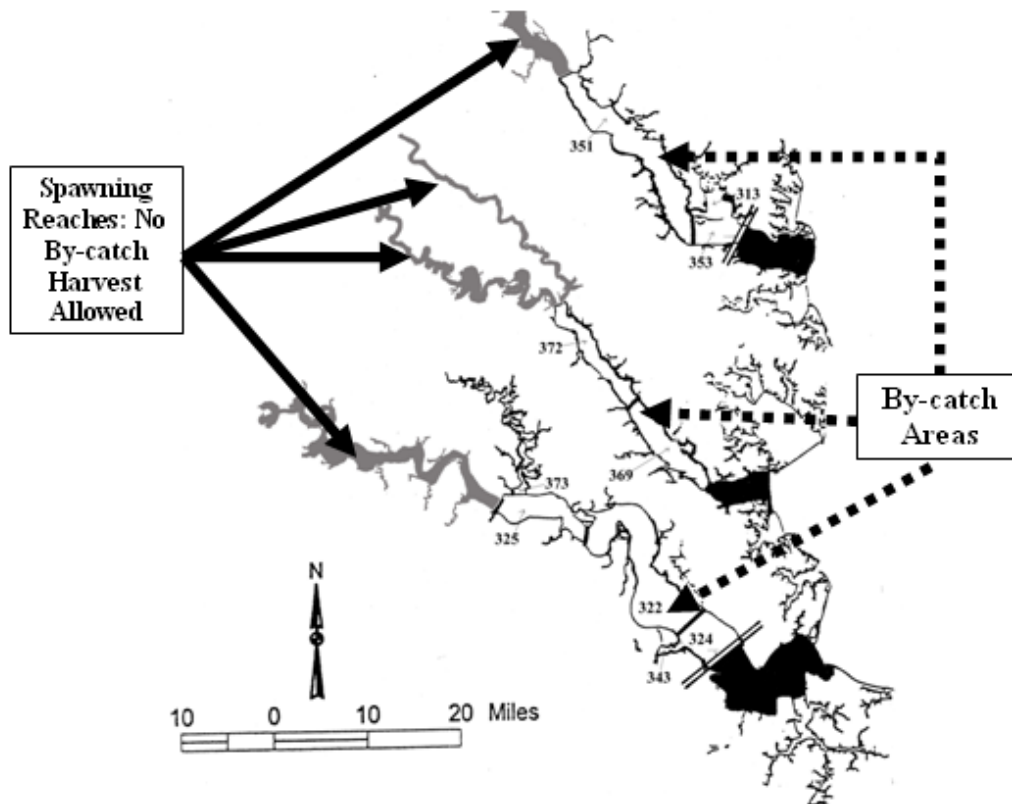 Spawning
Reaches: No
By-catch
Harvest
Allowed
351
313
353
372
369
By-catch
Areas
373
325
322
324
343
N
10 0 10 20 Miles